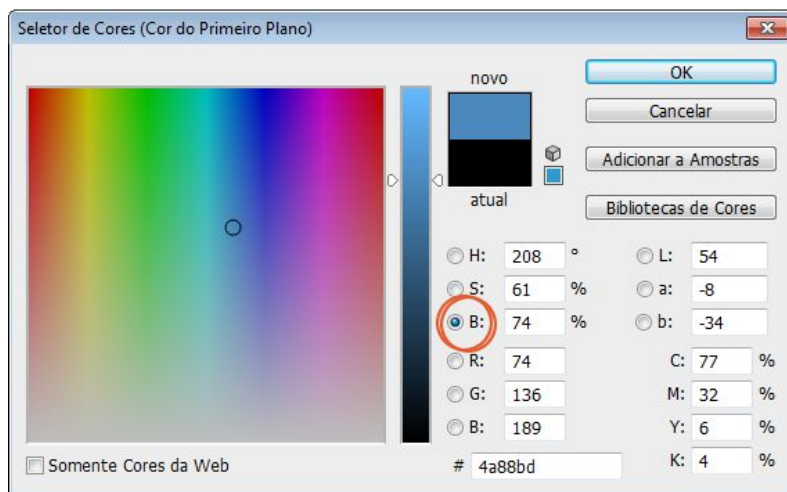 Seletor de Cores (Cor do Primeiro Plano)
novo
atual
OK
Cancelar
Adicionar a Amostras
Bibliotecas de Cores
H: 208 °
L: 54
S: 61 %
a: -8
B: 74 %
b: -34
R: 74
C: 77 %
G: 136
M: 32 %
B: 189
Y: 6 %
Somente Cores da Web
# 4a88bd
K: 4 %